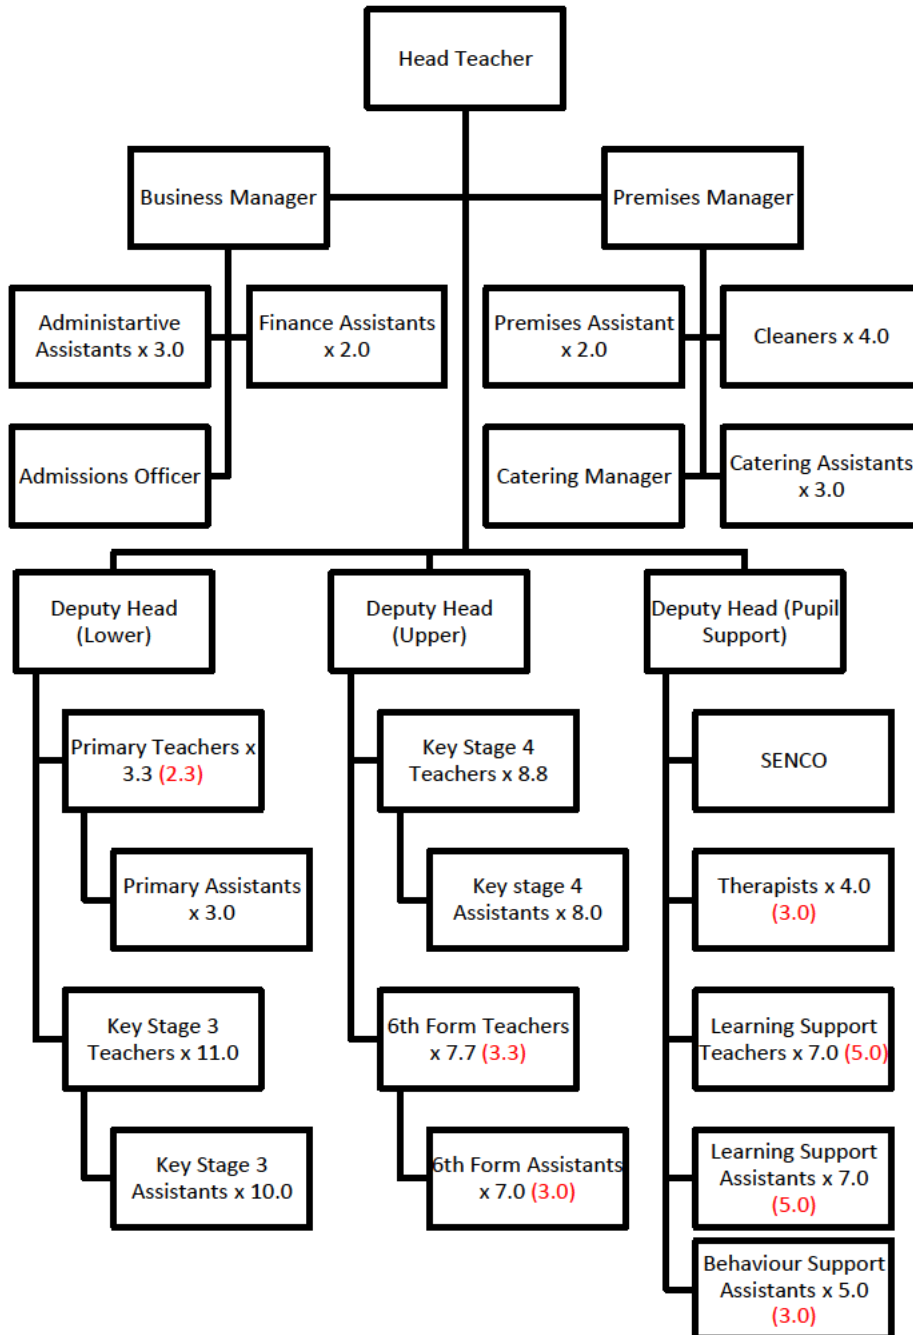 Head Teacher
Business Manager
Premises Manager
Administartive
Assistants x 3.0
Finance Assistants
x 2.0
Premises Assistant
x 2.0
Cleaners x 4.0
Admissions Officer
Catering Manager
Catering Assistants
x 3.0
Deputy Head
(Lower)
Deputy Head
(Upper)
Deputy Head (Pupil
Support)
Primary Teachers x
3.3 (2.3)
Primary Assistants
x 3.0
Key Stage 3
Teachers x 11.0
Key Stage 3
Assistants x 10.0
Key Stage 4
Teachers x 8.8
Key stage 4
Assistants x 8.0
6th Form Teachers
x 7.7 (3.3)
6th Form Assistants
x 7.0 (3.0)
SENCO
Therapists x 4.0
(3.0)
Learning Support
Teachers x 7.0 (5.0)
Learning Support
Assistants x 7.0
(5.0)
Behaviour Support
Assistants x 5.0
(3.0)